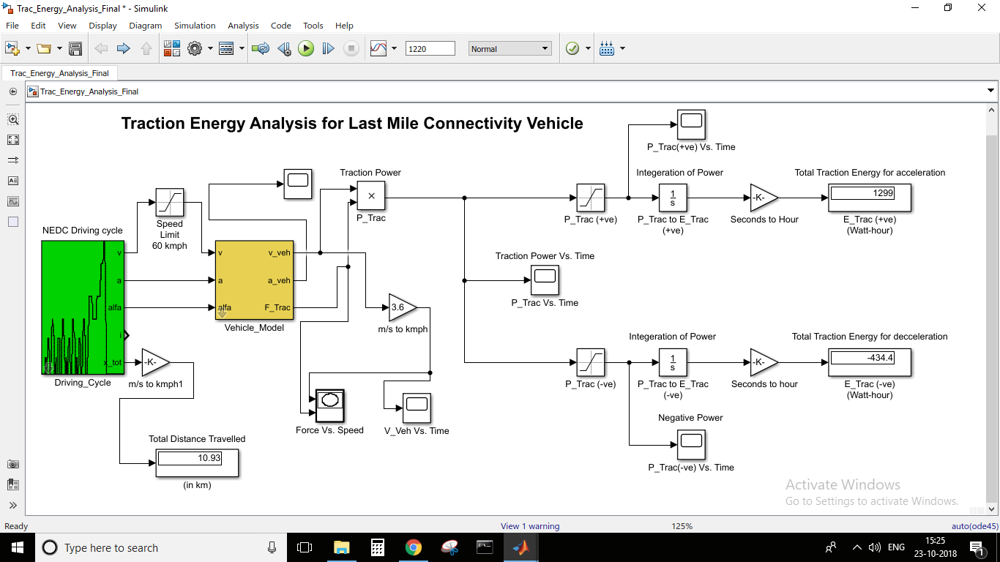 Trac_Energy_Analysis_Final * - Simulink
File Edit View Display Diagram Simulation Analysis Code Tools Help
1220 Normal
Trac_Energy_Analysis_Final
Trac_Energy_Analysis_Final
Traction Energy Analysis for Last Mile Connectivity Vehicle
P_Trac(+ve) Vs. Time
Traction Power
×
P_Trac
Integeration of Power
Total Traction Energy for acceleration
1
s
-K-
1299
P_Trac (+ve)
P_Trac to E_Trac
(+ve)
Seconds to Hour
E_Trac (+ve)
(Watt-hour)
Speed
Limit
60 kmph
NEDC Driving cycle
v
a
alfa
i
x_tot
Driving_Cycle
v
a
alfa
v_veh
a_veh
F_Trac
Vehicle_Model
Traction Power Vs. Time
P_Trac Vs. Time
3.6
m/s to kmph
-K-
m/s to kmph1
Integeration of Power
Total Traction Energy for decceleration
1
s
-K-
-434.4
P_Trac (-ve)
P_Trac to E_Trac
(-ve)
Seconds to hour
E_Trac (-ve)
(Watt-hour)
Force Vs. Speed
V_Veh Vs. Time
Negative Power
P_Trac(-ve) Vs. Time
Total Distance Travelled
10.93
(in km)
Activate Windows
Go to Settings to activate Windows.
Ready View 1 warning 125% auto(ode45)
Type here to search
ENG
15:25
23-10-2018
1